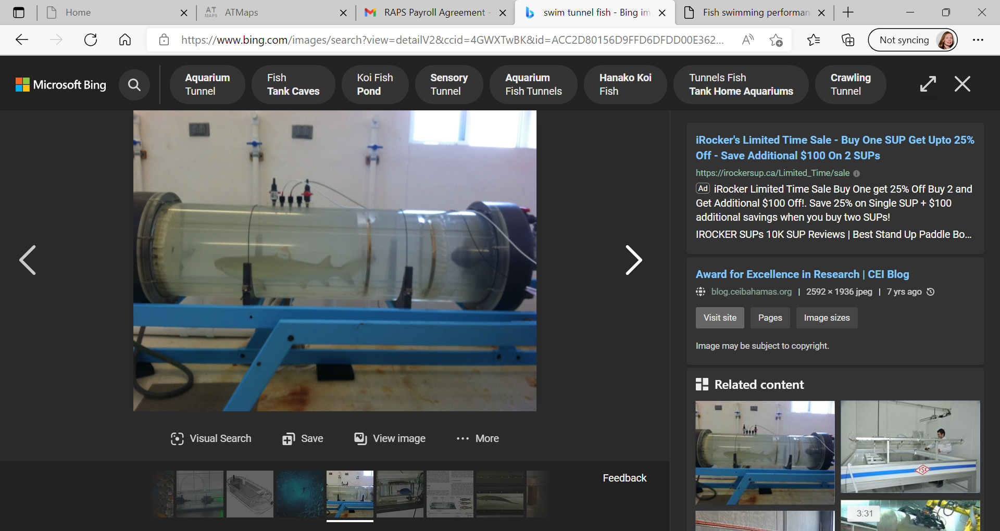 Home
ATMaps
RAPS Payroll Agreement -
swim tunnel fish - Bing im
Fish swimming performan
https://www.bing.com/images/search?view=detailV2&ccid=4GWXTwBK&id=ACC2D80156D9FFD6DFDD00E362...
Not syncing
Microsoft Bing
Aquarium
Tunnel
Fish
Tank Caves
Koi Fish
Pond
Sensory
Tunnel
Aquarium
Fish Tunnels
Hanako Koi
Fish
Tunnels Fish
Tank Home Aquariums
Crawling
Tunnel
iRocker's Limited Time Sale - Buy One SUP Get Upto 25%
Off - Save Additional $100 On 2 SUPs
https://irockersup.ca/Limited_Time/sale
Ad iRocker Limited Time Sale Buy One get 25% Off Buy 2 and
Get Additional $100 Off!. Save 25% on Single SUP + $100
additional savings when you buy two SUPs!
IROCKER SUPs 10K SUP Reviews | Best Stand Up Paddle Bo...
Award for Excellence in Research | CEI Blog
blog.ceibahamas.org | 2592 × 1936 jpeg | 7 yrs ago
Visit site
Pages
Image sizes
Image may be subject to copyright.
Related content
TSK
3:31
Visual Search
Save
View image
More
Feedback